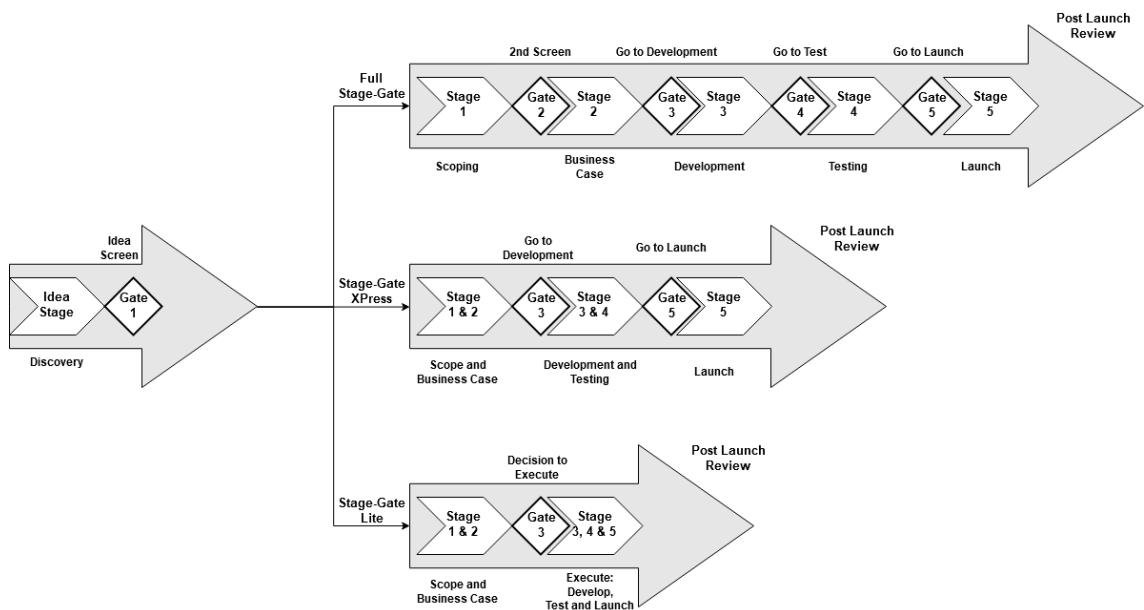 Post Launch
Review
2nd Screen
Go to Development
Go to Test
Go to Launch
Full
Stage-Gate
Stage
1
Gate
2
Stage
2
Gate
3
Stage
3
Gate
4
Stage
4
Gate
5
Stage
5
Scoping
Business
Case
Development
Testing
Launch
Idea
Screen
Idea
Stage
Gate
1
Discovery
Go to
Development
Go to Launch
Post Launch
Review
Stage-Gate
XPress
Stage
1 & 2
Gate
3
Stage
3 & 4
Gate
5
Stage
5
Scope and
Business Case
Development and
Testing
Launch
Decision to
Execute
Post Launch
Review
Stage-Gate
Lite
Stage
1 & 2
Gate
3
Stage
3, 4 & 5
Scope and
Business Case
Execute:
Develop,
Test and Launch